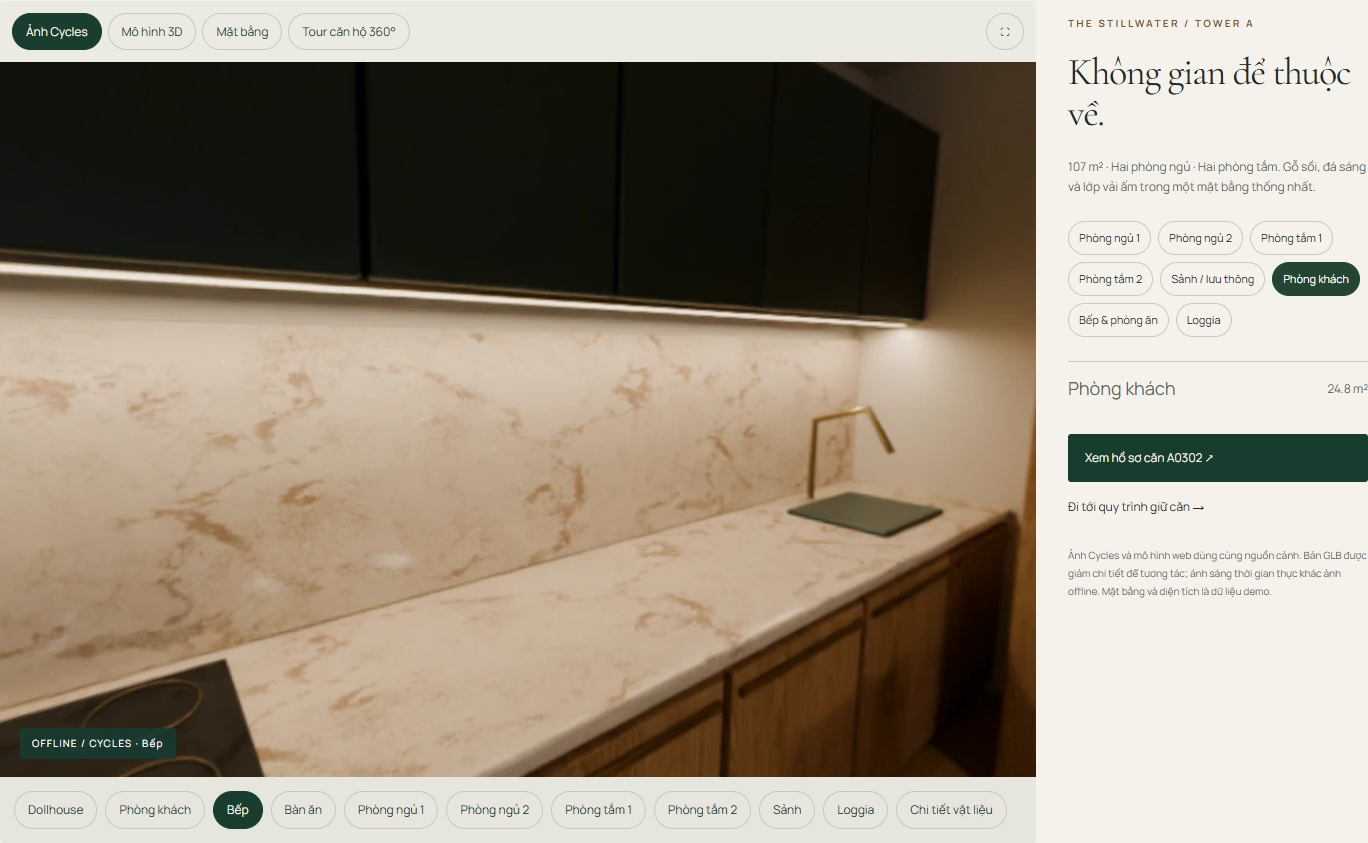 Ảnh Cycles
Mô hình 3D
Mặt bằng
Tour căn hộ 360°
OFFLINE / CYCLES · Bếp
Dollhouse
Phòng khách
Bếp
Bàn ăn
Phòng ngủ 1
Phòng ngủ 2
Phòng tắm 1
Phòng tắm 2
Sảnh
Loggia
Chi tiết vật liệu
THE STILLWATER / TOWER A
Không gian để thuộc
về.
107 m² · Hai phòng ngủ · Hai phòng tắm. Gỗ sồi, đá sáng
và lớp vải ấm trong một mặt bằng thống nhất.
Phòng ngủ 1
Phòng ngủ 2
Phòng tắm 1
Phòng tắm 2
Sảnh / lưu thông
Phòng khách
Bếp & phòng ăn
Loggia
Phòng khách
24.8 m²
Xem hồ sơ căn A0302 ↗
Đi tới quy trình giữ căn →
Ảnh Cycles và mô hình web dùng cùng nguồn cảnh. Bản GLB được
giảm chi tiết để tương tác; ánh sáng thời gian thực khác ảnh
offline. Mặt bằng và diện tích là dữ liệu demo.